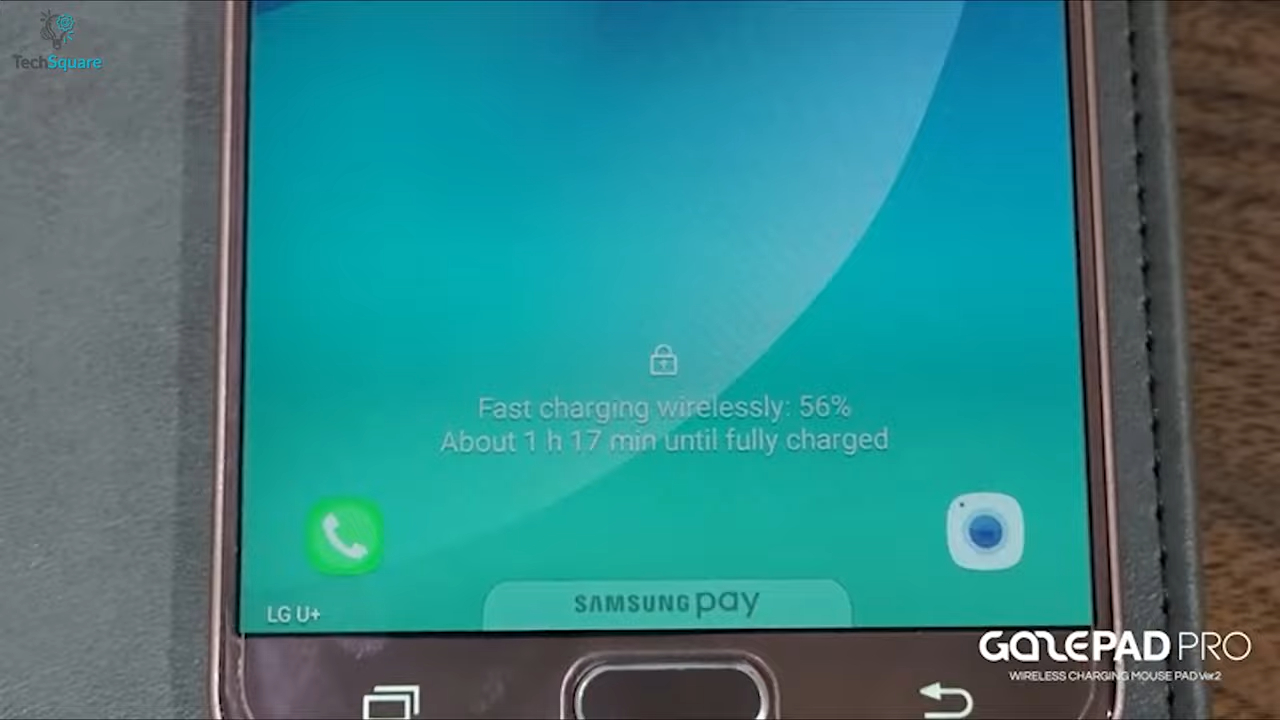 TechSquare
Fast charging wirelessly: 56%
About 1 h 17 min until fully charged
LG U+
SAMSUNG pay
GAZEPAD PRO
WIRELESS CHARGING MOUSE PAD Ver.2